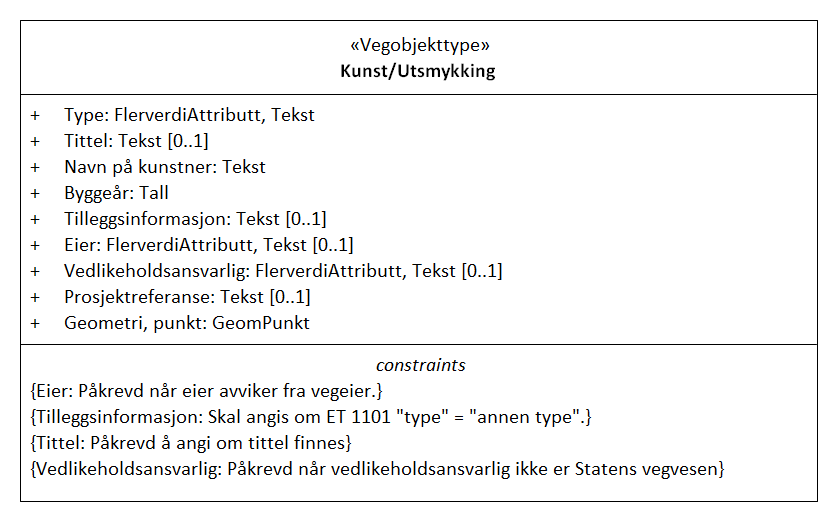 «Vegobjekttype»
Kunst/Utsmykking
+ Type: FlerverdiAttributt, Tekst
+ Tittel: Tekst [0..1]
+ Navn på kunstner: Tekst
+ Byggeår: Tall
+ Tilleggsinformasjon: Tekst [0..1]
+ Eier: FlerverdiAttributt, Tekst [0..1]
+ Vedlikeholdsansvarlig: FlerverdiAttributt, Tekst [0..1]
+ Prosjektreferanse: Tekst [0..1]
+ Geometri, punkt: GeomPunkt
constraints
{Eier: Påkrevd når eier avviker fra vegeier.}
{Tilleggsinformasjon: Skal angis om ET 1101 "type" = "annen type".}
{Tittel: Påkrevd å angi om tittel finnes}
{Vedlikeholdsansvarlig: Påkrevd når vedlikeholdsansvarlig ikke er Statens vegvesen}